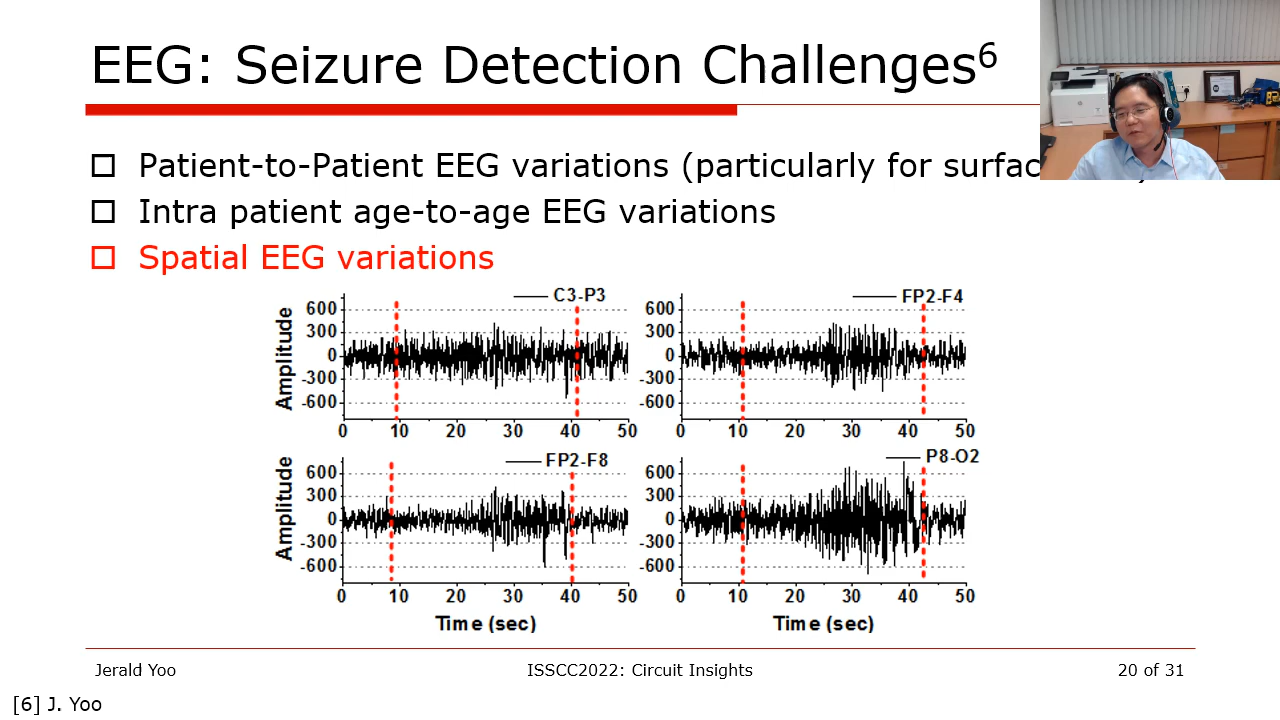 EEG: Seizure Detection Challenges6
☐ Patient-to-Patient EEG variations (particularly for surfac
☐ Intra patient age-to-age EEG variations
☐ Spatial EEG variations
C3-P3
Amplitude
600
300
0
-300
-600
0 10 20 30 40 50
FP2-F4
600
300
0
-300
-600
0 10 20 30 40 50
FP2-F8
Amplitude
600
300
0
-300
-600
0 10 20 30 40 50
Time (sec)
P8-O2
600
300
0
-300
-600
0 10 20 30 40 50
Time (sec)
Jerald Yoo
ISSCC2022: Circuit Insights
20 of 31
[6] J. Yoo